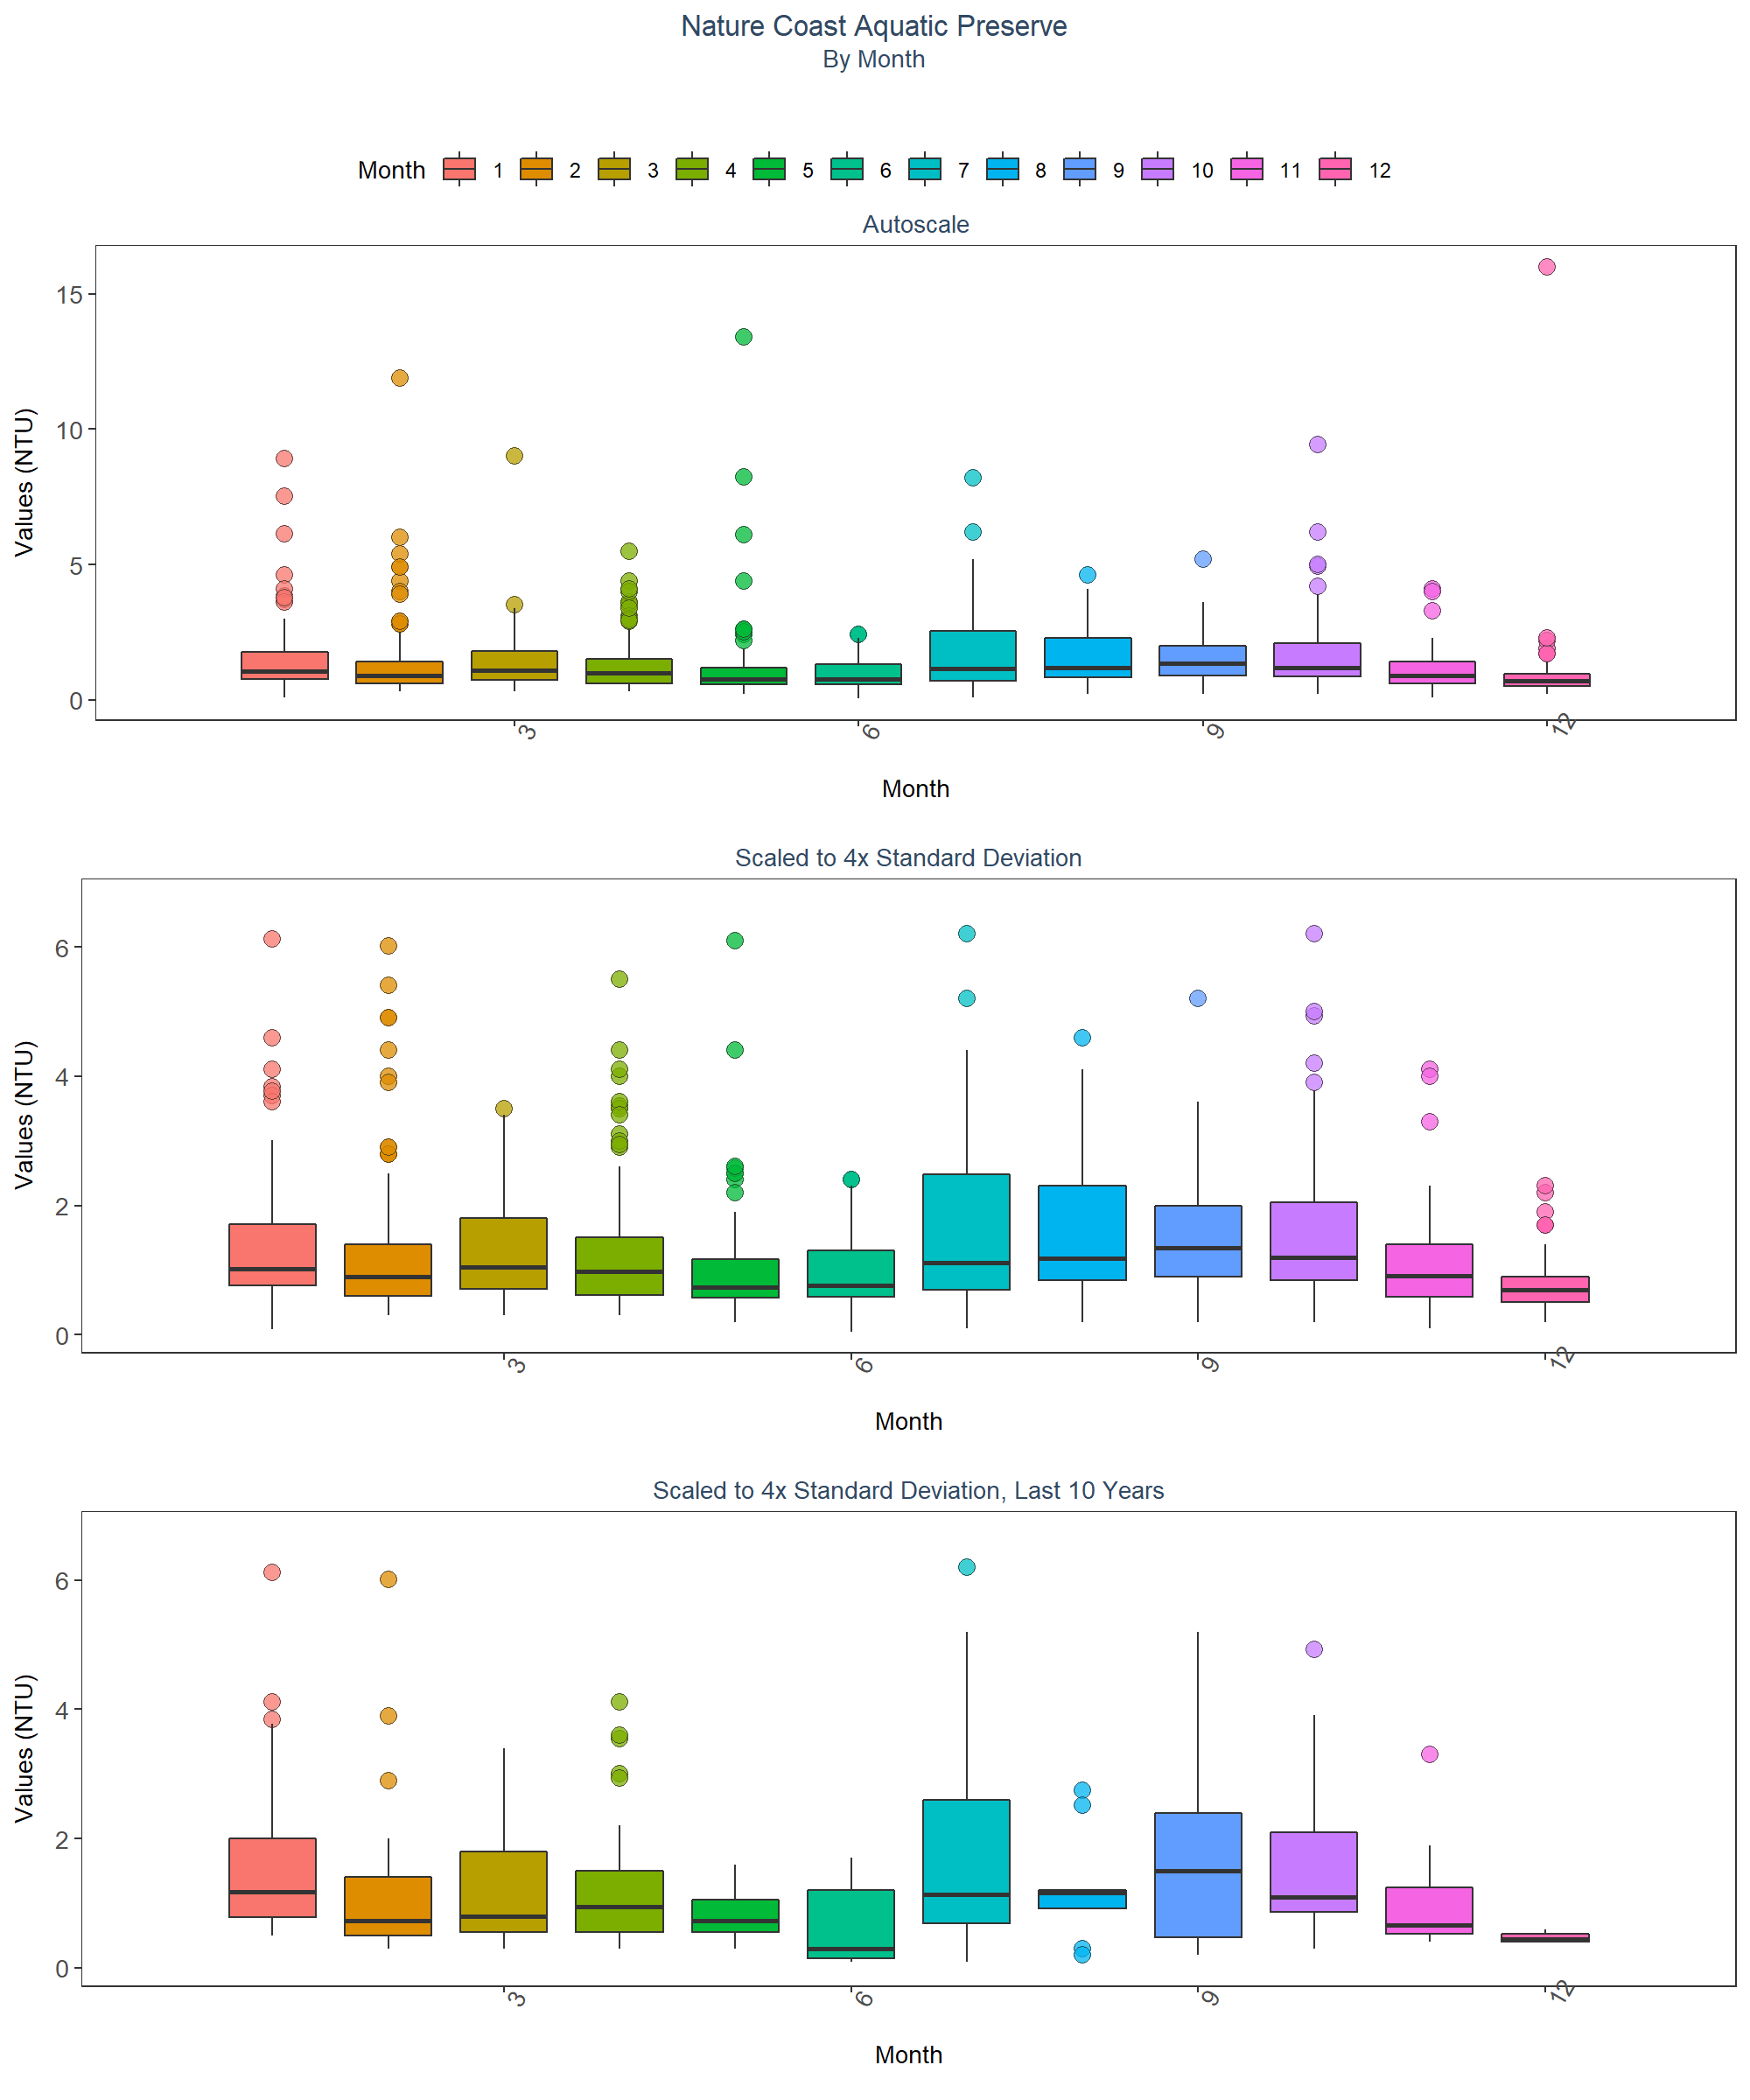 Nature Coast Aquatic Preserve
By Month
Month 1 2 3 4 5 6 7 8 9 10 11 12
Autoscale
Values (NTU)
15
10
5
0
3 6 9 12
Month
Scaled to 4x Standard Deviation
Values (NTU)
6
4
2
0
3 6 9 12
Month
Scaled to 4x Standard Deviation, Last 10 Years
Values (NTU)
6
4
2
0
3 6 9 12
Month